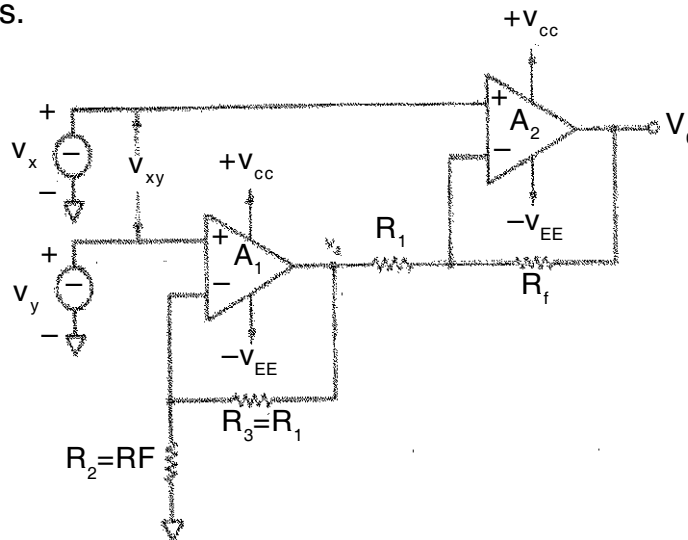 s.
+v_cc
+
A_2
V
−
+
v_x
−
−
v_xy
+v_cc
−v_EE
R_1
R_f
+
v_y
−
−
+
A_1
−
−v_EE
R_3=R_1
R_2=RF